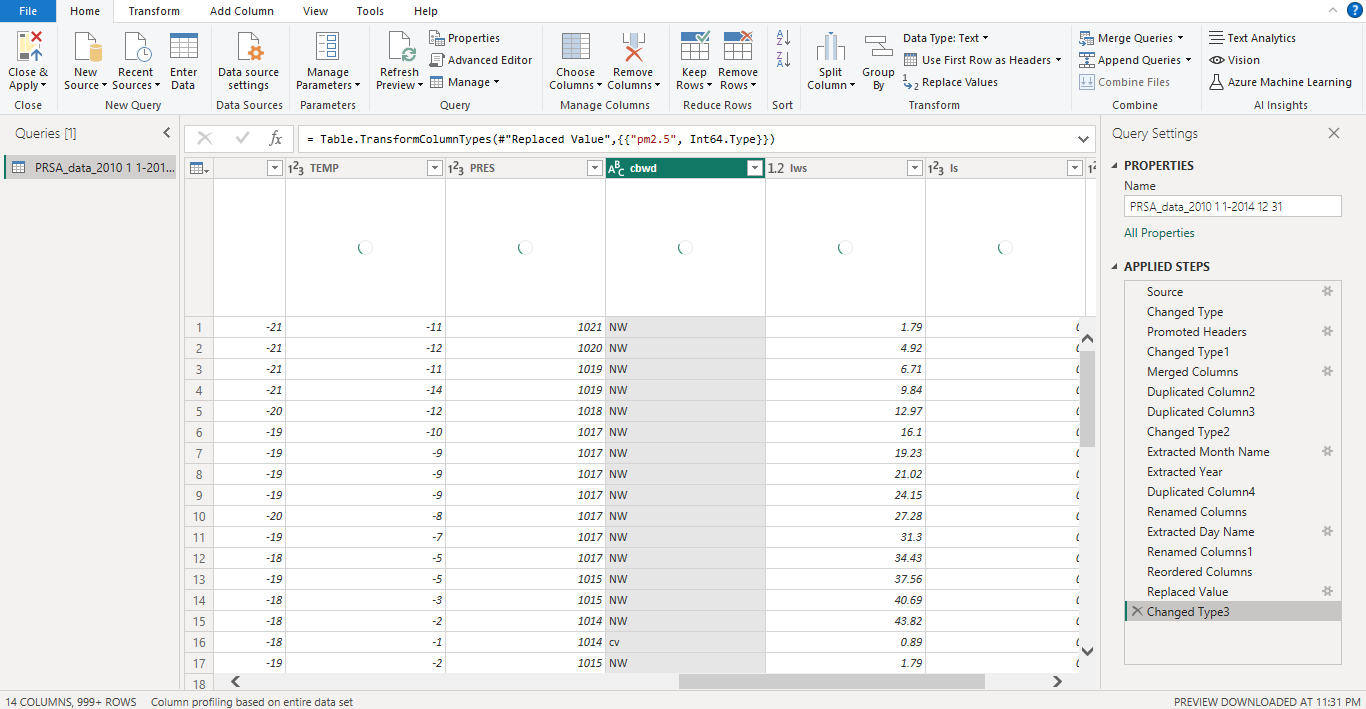 File Home Transform Add Column View Tools Help
Close & Apply
New Source
Recent Sources
Enter Data
Data source settings
Manage Parameters
Refresh Preview
Properties
Advanced Editor
Manage
Choose Columns
Remove Columns
Keep Rows
Remove Rows
Split Column
Group By
Data Type: Text
Use First Row as Headers
Replace Values
Merge Queries
Append Queries
Combine Files
Text Analytics
Vision
Azure Machine Learning
Close New Query Data Sources Parameters Query Manage Columns Reduce Rows Sort Transform Combine AI Insights
Queries [1]
PRSA_data_2010 1 1-201...
= Table.TransformColumnTypes(#"Replaced Value",{{"pm2.5", Int64.Type}})
123 TEMP 123 PRES ABC cbwd 1.2 Iws 123 Is 12
1 -21 -11 1021 NW 1.79
2 -21 -12 1020 NW 4.92
3 -21 -11 1019 NW 6.71
4 -21 -14 1019 NW 9.84
5 -20 -12 1018 NW 12.97
6 -19 -10 1017 NW 16.1
7 -19 -9 1017 NW 19.23
8 -19 -9 1017 NW 21.02
9 -19 -9 1017 NW 24.15
10 -20 -8 1017 NW 27.28
11 -19 -7 1017 NW 31.3
12 -18 -5 1017 NW 34.43
13 -19 -5 1015 NW 37.56
14 -18 -3 1015 NW 40.69
15 -18 -2 1014 NW 43.82
16 -18 -1 1014 cv 0.89
17 -19 -2 1015 NW 1.79
18
Query Settings
PROPERTIES
Name
PRSA_data_2010 1 1-2014 12 31
All Properties
APPLIED STEPS
Source
Changed Type
Promoted Headers
Changed Type1
Merged Columns
Duplicated Column2
Duplicated Column3
Changed Type2
Extracted Month Name
Extracted Year
Duplicated Column4
Renamed Columns
Extracted Day Name
Renamed Columns1
Reordered Columns
Replaced Value
Changed Type3
14 COLUMNS, 999+ ROWS Column profiling based on entire data set PREVIEW DOWNLOADED AT 11:31 PM